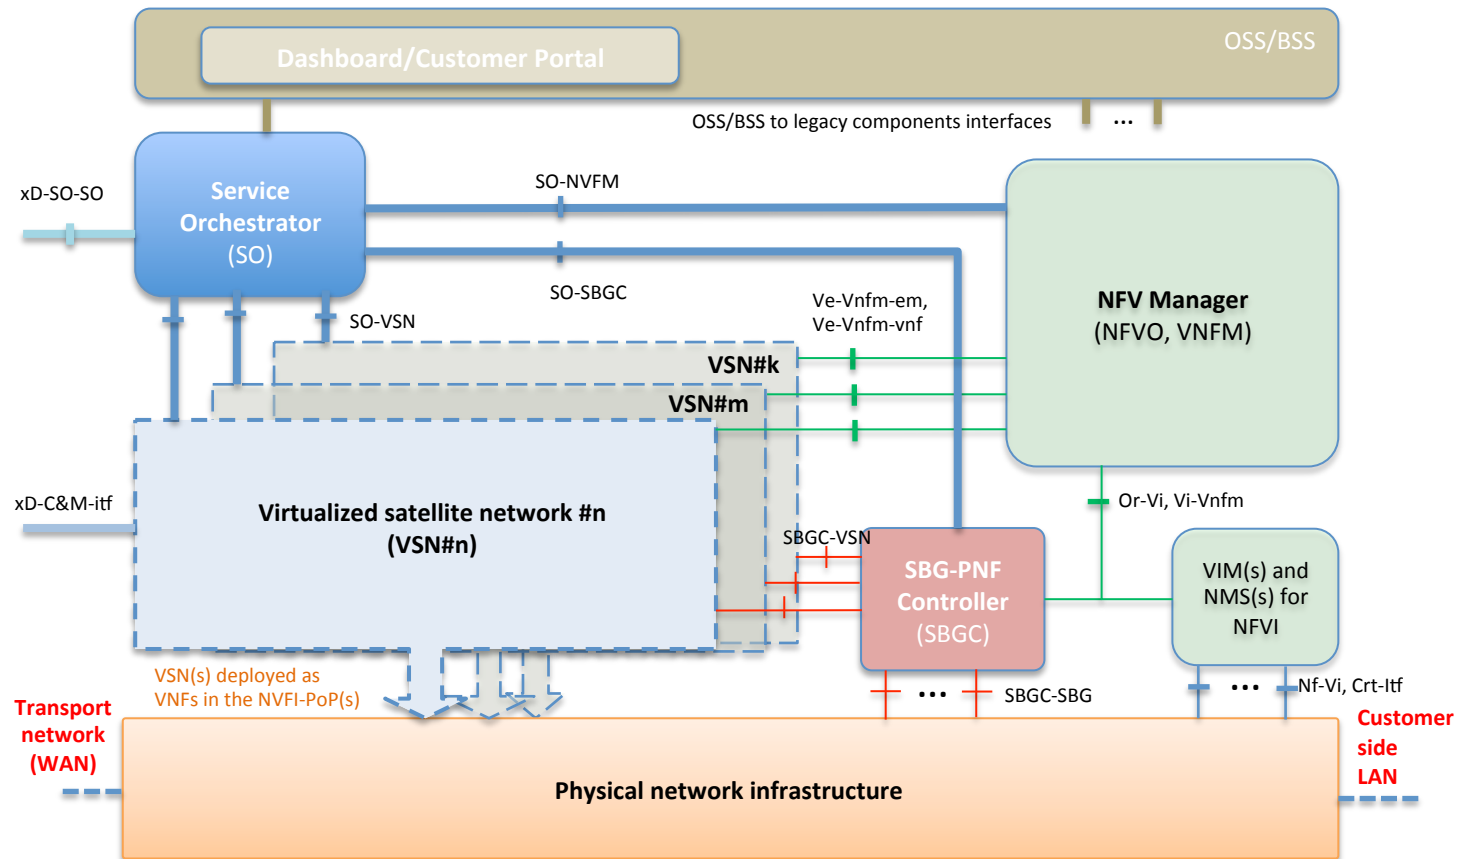 OSS/BSS
Dashboard/Customer Portal
OSS/BSS to legacy components interfaces
...
xD-SO-SO
Service
Orchestrator
(SO)
SO-NVFM
SO-SBGC
SO-VSN
Ve-Vnfm-em,
Ve-Vnfm-vnf
NFV Manager
(NFVO, VNFM)
VSN#k
VSN#m
xD-C&M-itf
Virtualized satellite network #n
(VSN#n)
Or-Vi, Vi-Vnfm
SBGC-VSN
SBG-PNF
Controller
(SBGC)
VIM(s) and
NMS(s) for
NFVI
VSN(s) deployed as
VNFs in the NVFI-PoP(s)
...
SBGC-SBG
...
Nf-Vi, Crt-Itf
Transport
network
(WAN)
Customer
side
LAN
Physical network infrastructure